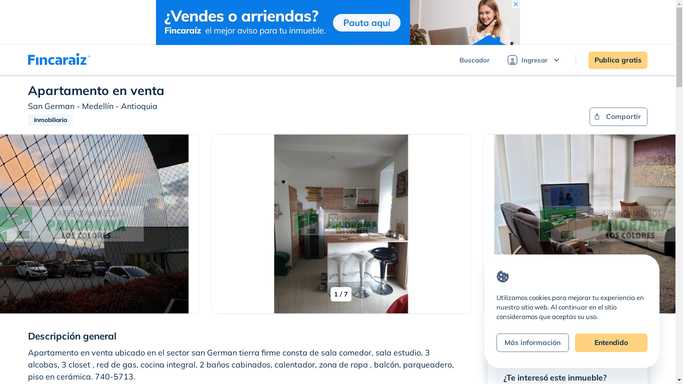 ¿Vendes o arriendas?
Fincaraíz el mejor aviso para tu inmueble.
Pauta aquí
Fincaraíz
Buscador
Ingresar
Publica gratis
Apartamento en venta
San German - Medellín - Antioquia
Inmobiliaria
Compartir
PANORAMA
LOS COLORES
PANORAMA
LOS COLORES
1 / 7
Utilizamos cookies para mejorar tu experiencia en
nuestro sitio web. Al continuar en el sitio
consideramos que aceptas su uso.
Más información
Entendido
Descripción general
Apartamento en venta ubicado en el sector san German tierra firme consta de sala comedor, sala estudio, 3
alcobas, 3 closet , red de gas, cocina integral, 2 baños cabinados, calentador, zona de ropa , balcón, parqueadero,
piso en cerámica. 740-5713.
¿Te interesó este inmueble?